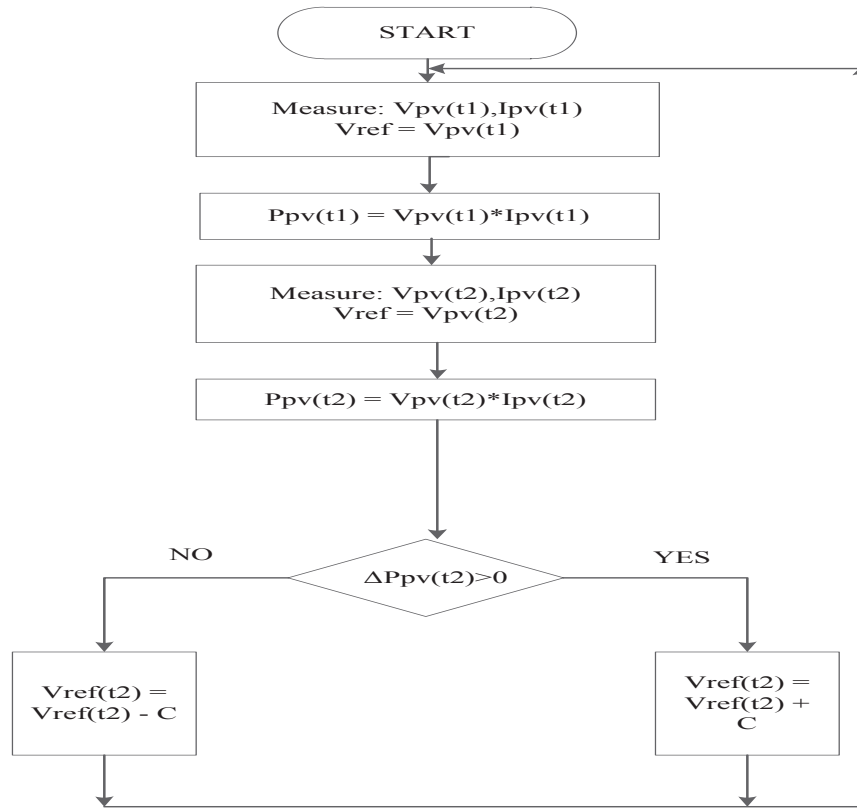 START
Measure: Vpv(t1),Ipv(t1)
Vref = Vpv(t1)
Ppv(t1) = Vpv(t1)*Ipv(t1)
Measure: Vpv(t2),Ipv(t2)
Vref = Vpv(t2)
Ppv(t2) = Vpv(t2)*Ipv(t2)
NO
YES
ΔPpv(t2)>0
Vref(t2) =
Vref(t2) - C
Vref(t2) =
Vref(t2) +
C